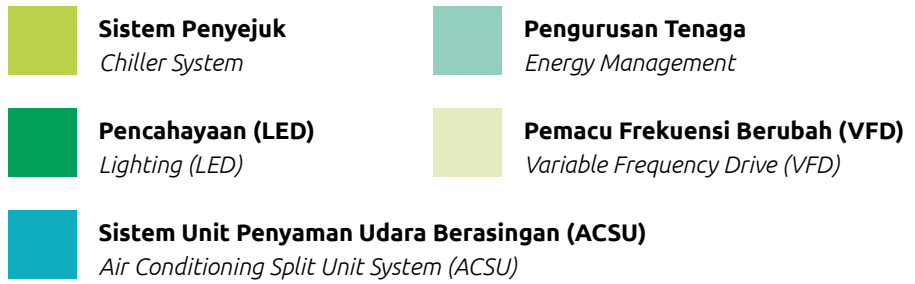 Sistem Penyejuk
Chiller System
Pengurusan Tenaga
Energy Management
Pencahayaan (LED)
Lighting (LED)
Pemacu Frekuensi Berubah (VFD)
Variable Frequency Drive (VFD)
Sistem Unit Penyaman Udara Berasingan (ACSU)
Air Conditioning Split Unit System (ACSU)